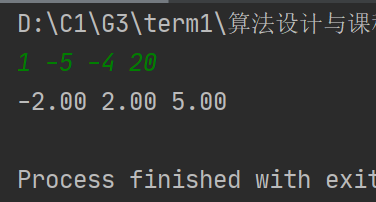 D:\C1\G3\term1\算法设计与课
1 -5 -4 20
-2.00 2.00 5.00
Process finished with exit